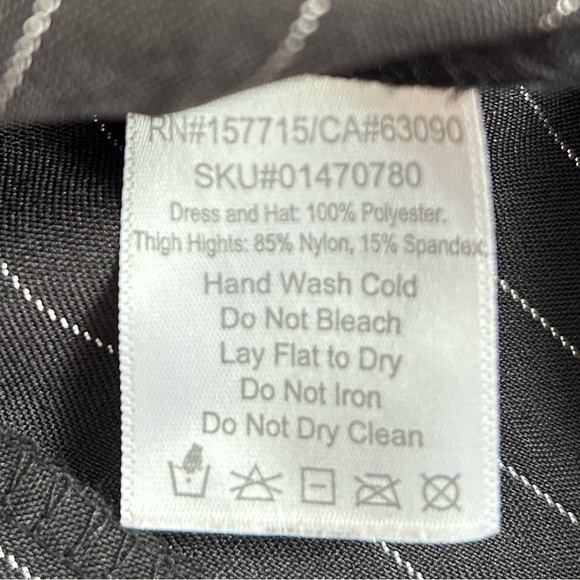 RN#157715/CA#63090
SKU#01470780
Dress and Hat: 100% Polyester.
Thigh Hights: 85% Nylon, 15% Spandex
Hand Wash Cold
Do Not Bleach
Lay Flat to Dry
Do Not Iron
Do Not Dry Clean